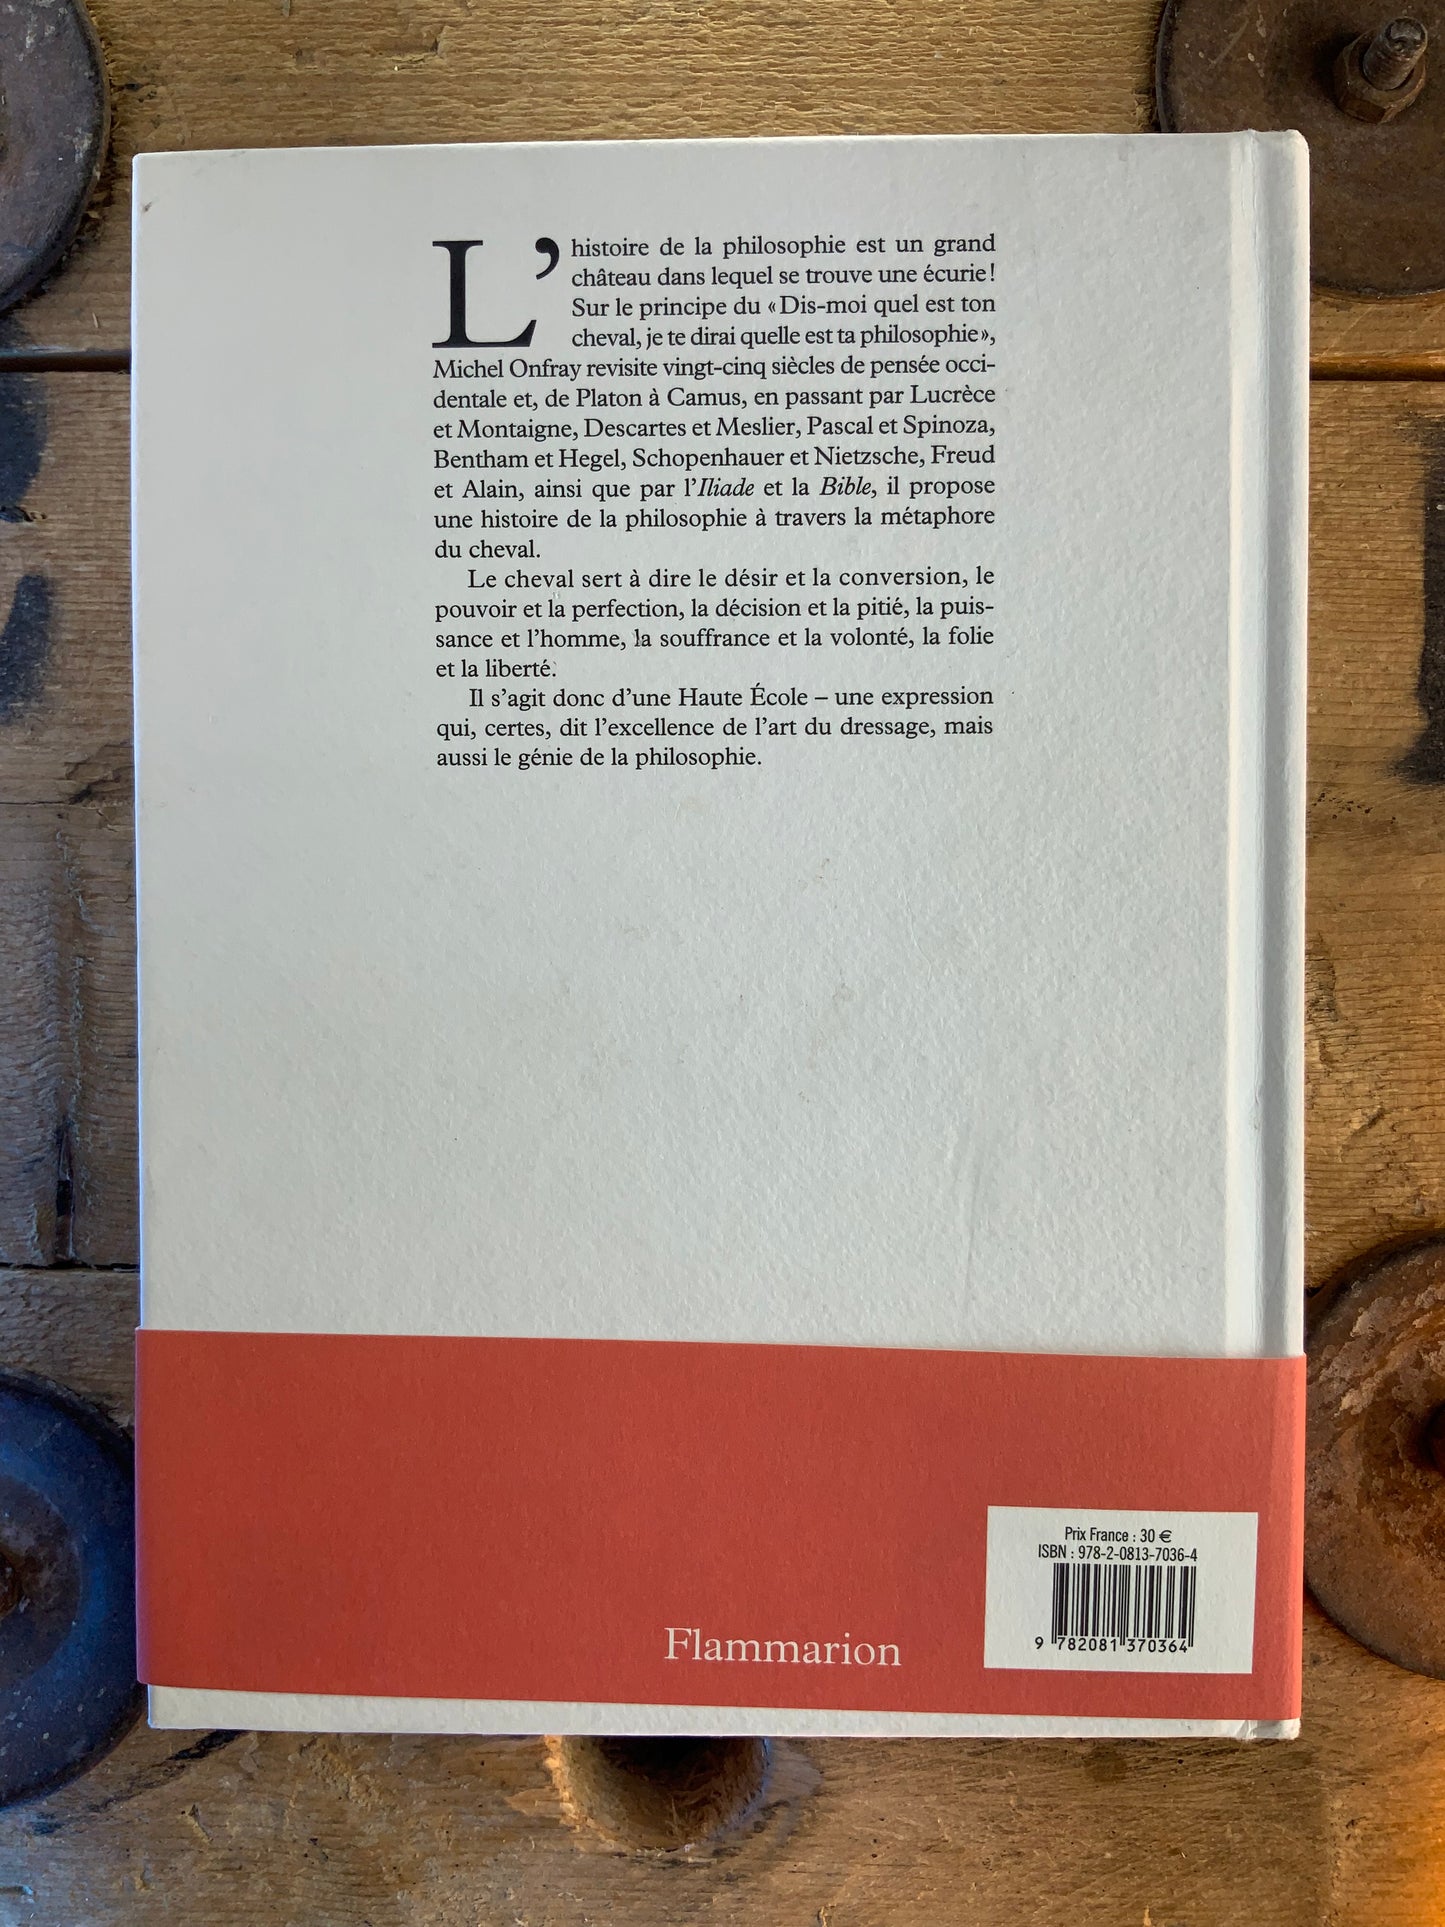 L’histoire de la philosophie est un grand
château dans lequel se trouve une écurie !
Sur le principe du « Dis-moi quel est ton
cheval, je te dirai quelle est ta philosophie »,
Michel Onfray revisite vingt-cinq siècles de pensée occi-
dentale et, de Platon à Camus, en passant par Lucrèce
et Montaigne, Descartes et Meslier, Pascal et Spinoza,
Bentham et Hegel, Schopenhauer et Nietzsche, Freud
et Alain, ainsi que par l’Iliade et la Bible, il propose
une histoire de la philosophie à travers la métaphore
du cheval.
Le cheval sert à dire le désir et la conversion, le
pouvoir et la perfection, la décision et la pitié, la puis-
sance et l’homme, la souffrance et la volonté, la folie
et la liberté.
Il s’agit donc d’une Haute École – une expression
qui, certes, dit l’excellence de l’art du dressage, mais
aussi le génie de la philosophie.
Prix France : 30 €
ISBN : 978-2-0813-7036-4
9 782081 370364
Flammarion